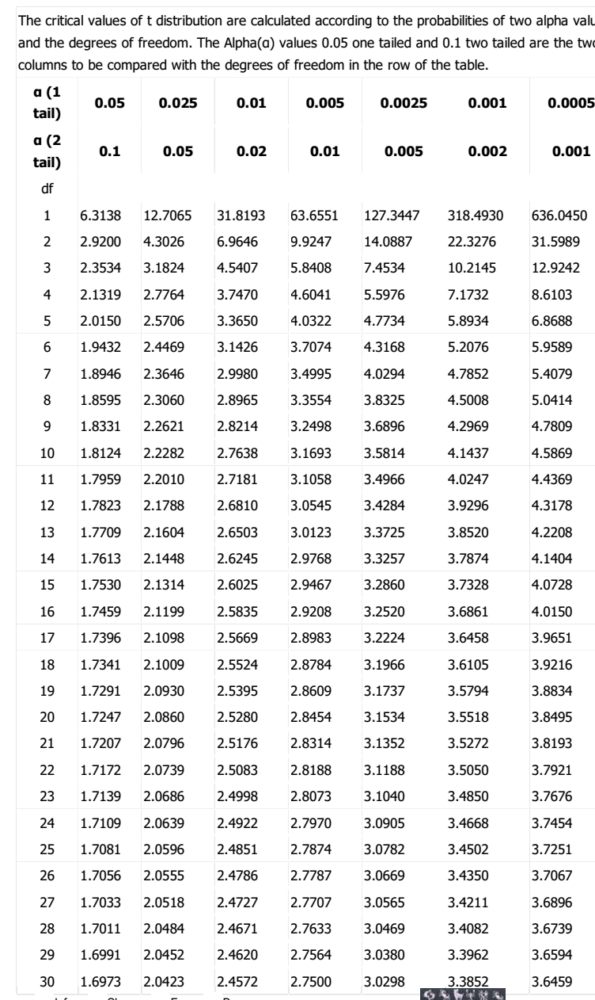 The critical values of t distribution are calculated according to the probabilities of two alpha valu
and the degrees of freedom. The Alpha(α) values 0.05 one tailed and 0.1 two tailed are the two
columns to be compared with the degrees of freedom in the row of the table.
α (1 tail) 0.05 0.025 0.01 0.005 0.0025 0.001 0.0005
α (2 tail) 0.1 0.05 0.02 0.01 0.005 0.002 0.001
df
1 6.3138 12.7065 31.8193 63.6551 127.3447 318.4930 636.0450
2 2.9200 4.3026 6.9646 9.9247 14.0887 22.3276 31.5989
3 2.3534 3.1824 4.5407 5.8408 7.4534 10.2145 12.9242
4 2.1319 2.7764 3.7470 4.6041 5.5976 7.1732 8.6103
5 2.0150 2.5706 3.3650 4.0322 4.7734 5.8934 6.8688
6 1.9432 2.4469 3.1426 3.7074 4.3168 5.2076 5.9589
7 1.8946 2.3646 2.9980 3.4995 4.0294 4.7852 5.4079
8 1.8595 2.3060 2.8965 3.3554 3.8325 4.5008 5.0414
9 1.8331 2.2621 2.8214 3.2498 3.6896 4.2969 4.7809
10 1.8124 2.2282 2.7638 3.1693 3.5814 4.1437 4.5869
11 1.7959 2.2010 2.7181 3.1058 3.4966 4.0247 4.4369
12 1.7823 2.1788 2.6810 3.0545 3.4284 3.9296 4.3178
13 1.7709 2.1604 2.6503 3.0123 3.3725 3.8520 4.2208
14 1.7613 2.1448 2.6245 2.9768 3.3257 3.7874 4.1404
15 1.7530 2.1314 2.6025 2.9467 3.2860 3.7328 4.0728
16 1.7459 2.1199 2.5835 2.9208 3.2520 3.6861 4.0150
17 1.7396 2.1098 2.5669 2.8983 3.2224 3.6458 3.9651
18 1.7341 2.1009 2.5524 2.8784 3.1966 3.6105 3.9216
19 1.7291 2.0930 2.5395 2.8609 3.1737 3.5794 3.8834
20 1.7247 2.0860 2.5280 2.8454 3.1534 3.5518 3.8495
21 1.7207 2.0796 2.5176 2.8314 3.1352 3.5272 3.8193
22 1.7172 2.0739 2.5083 2.8188 3.1188 3.5050 3.7921
23 1.7139 2.0686 2.4998 2.8073 3.1040 3.4850 3.7676
24 1.7109 2.0639 2.4922 2.7970 3.0905 3.4668 3.7454
25 1.7081 2.0596 2.4851 2.7874 3.0782 3.4502 3.7251
26 1.7056 2.0555 2.4786 2.7787 3.0669 3.4350 3.7067
27 1.7033 2.0518 2.4727 2.7707 3.0565 3.4211 3.6896
28 1.7011 2.0484 2.4671 2.7633 3.0469 3.4082 3.6739
29 1.6991 2.0452 2.4620 2.7564 3.0380 3.3962 3.6594
30 1.6973 2.0423 2.4572 2.7500 3.0298 3.3852 3.6459